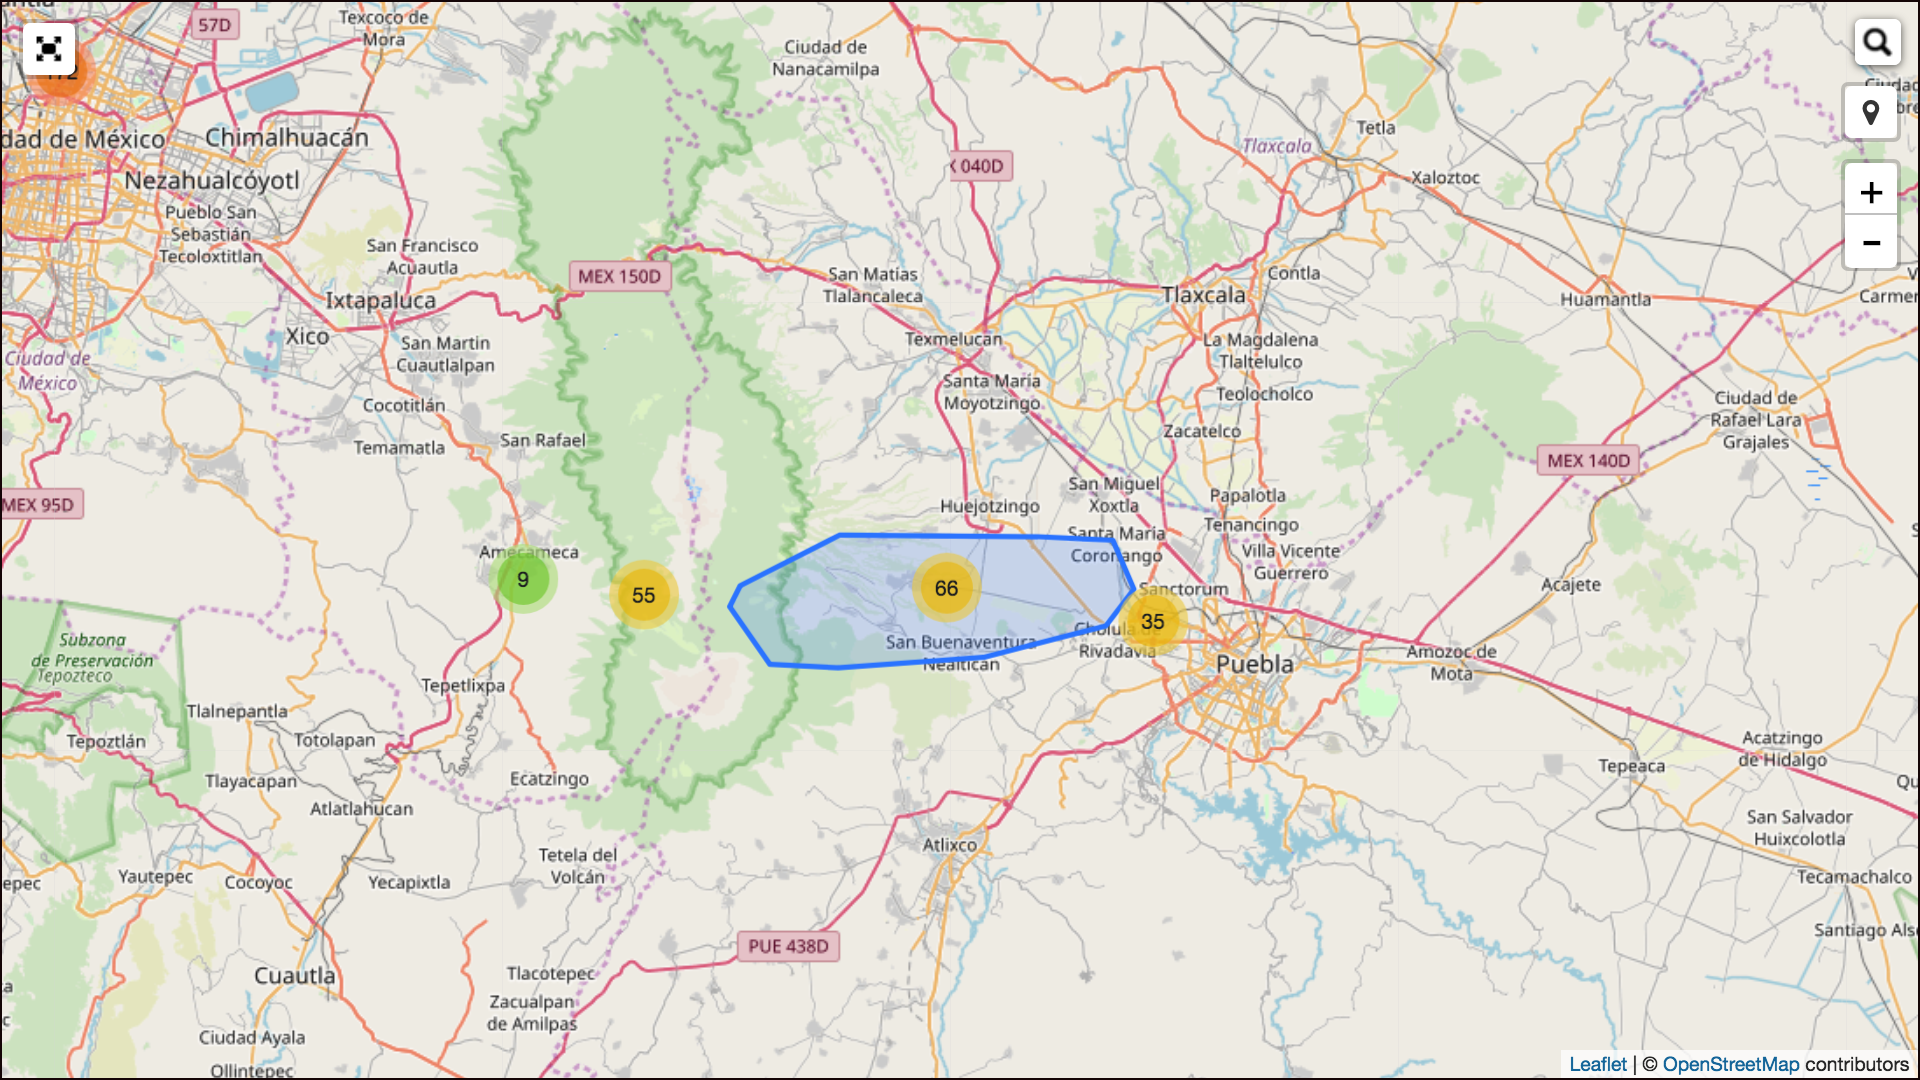 57D
Texcoco de
Mora
Ciudad de
Nanacamilpa
dad de México
Chimalhuacán
Nezahualcóyotl
Pueblo San
Sebastián
Tecoloxtitlan
San Francisco
Acuautla
MEX 150D
Ixtapaluca
Xico
San Martin
Cuautlalpan
Ciudad de
México
Cocotitlán
Temamatla
San Rafael
MEX 95D
Amecameca
9
55
66
35
San Matías
Tlalancaleca
X 040D
Tlaxcala
Tetla
Xaloztoc
Contla
Tlaxcala
Huamantla
Carmen
Texmelucan
Santa María
Moyotzingo
La Magdalena
Tlaltelulco
Teolocholco
Zacatelco
Ciudad de
Rafael Lara
Grajales
MEX 140D
San Miguel
Xoxtla
Papalotla
Tenancingo
Huejotzingo
Santa María
Coronango
Villa Vicente
Guerrero
Sanctorum
Acajete
Cholula de
Rivadavia
San Buenaventura
Nealtican
Puebla
Amozoc de
Mota
Subzona
de Preservación
Tepozteco
Tepetlixpa
Tlalnepantla
Totolapan
Tepoztlán
Tlayacapan
Atlatlahucan
Ecatzingo
Acatzingo
de Hidalgo
Tepeaca
Qu
San Salvador
Huixcolotla
Tecamachalco
Santiago Als
Atlixco
Tetela del
Volcán
epec
Yautepec
Cocoyoc
Yecapixtla
PUE 438D
Cuautla
Tlacotepec
Zacualpan
de Amilpas
Ciudad Ayala
Ollintepec
+
−
Leaflet | © OpenStreetMap contributors